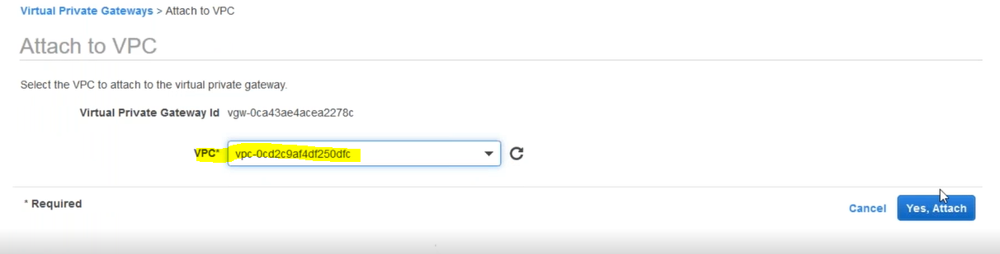 Virtual Private Gateways > Attach to VPC
Attach to VPC
Select the VPC to attach to the virtual private gateway.
Virtual Private Gateway Id vgw-0ca43ae4acea2278c
VPC* vpc-0cd2c9af4df250dfc
* Required
Cancel Yes, Attach